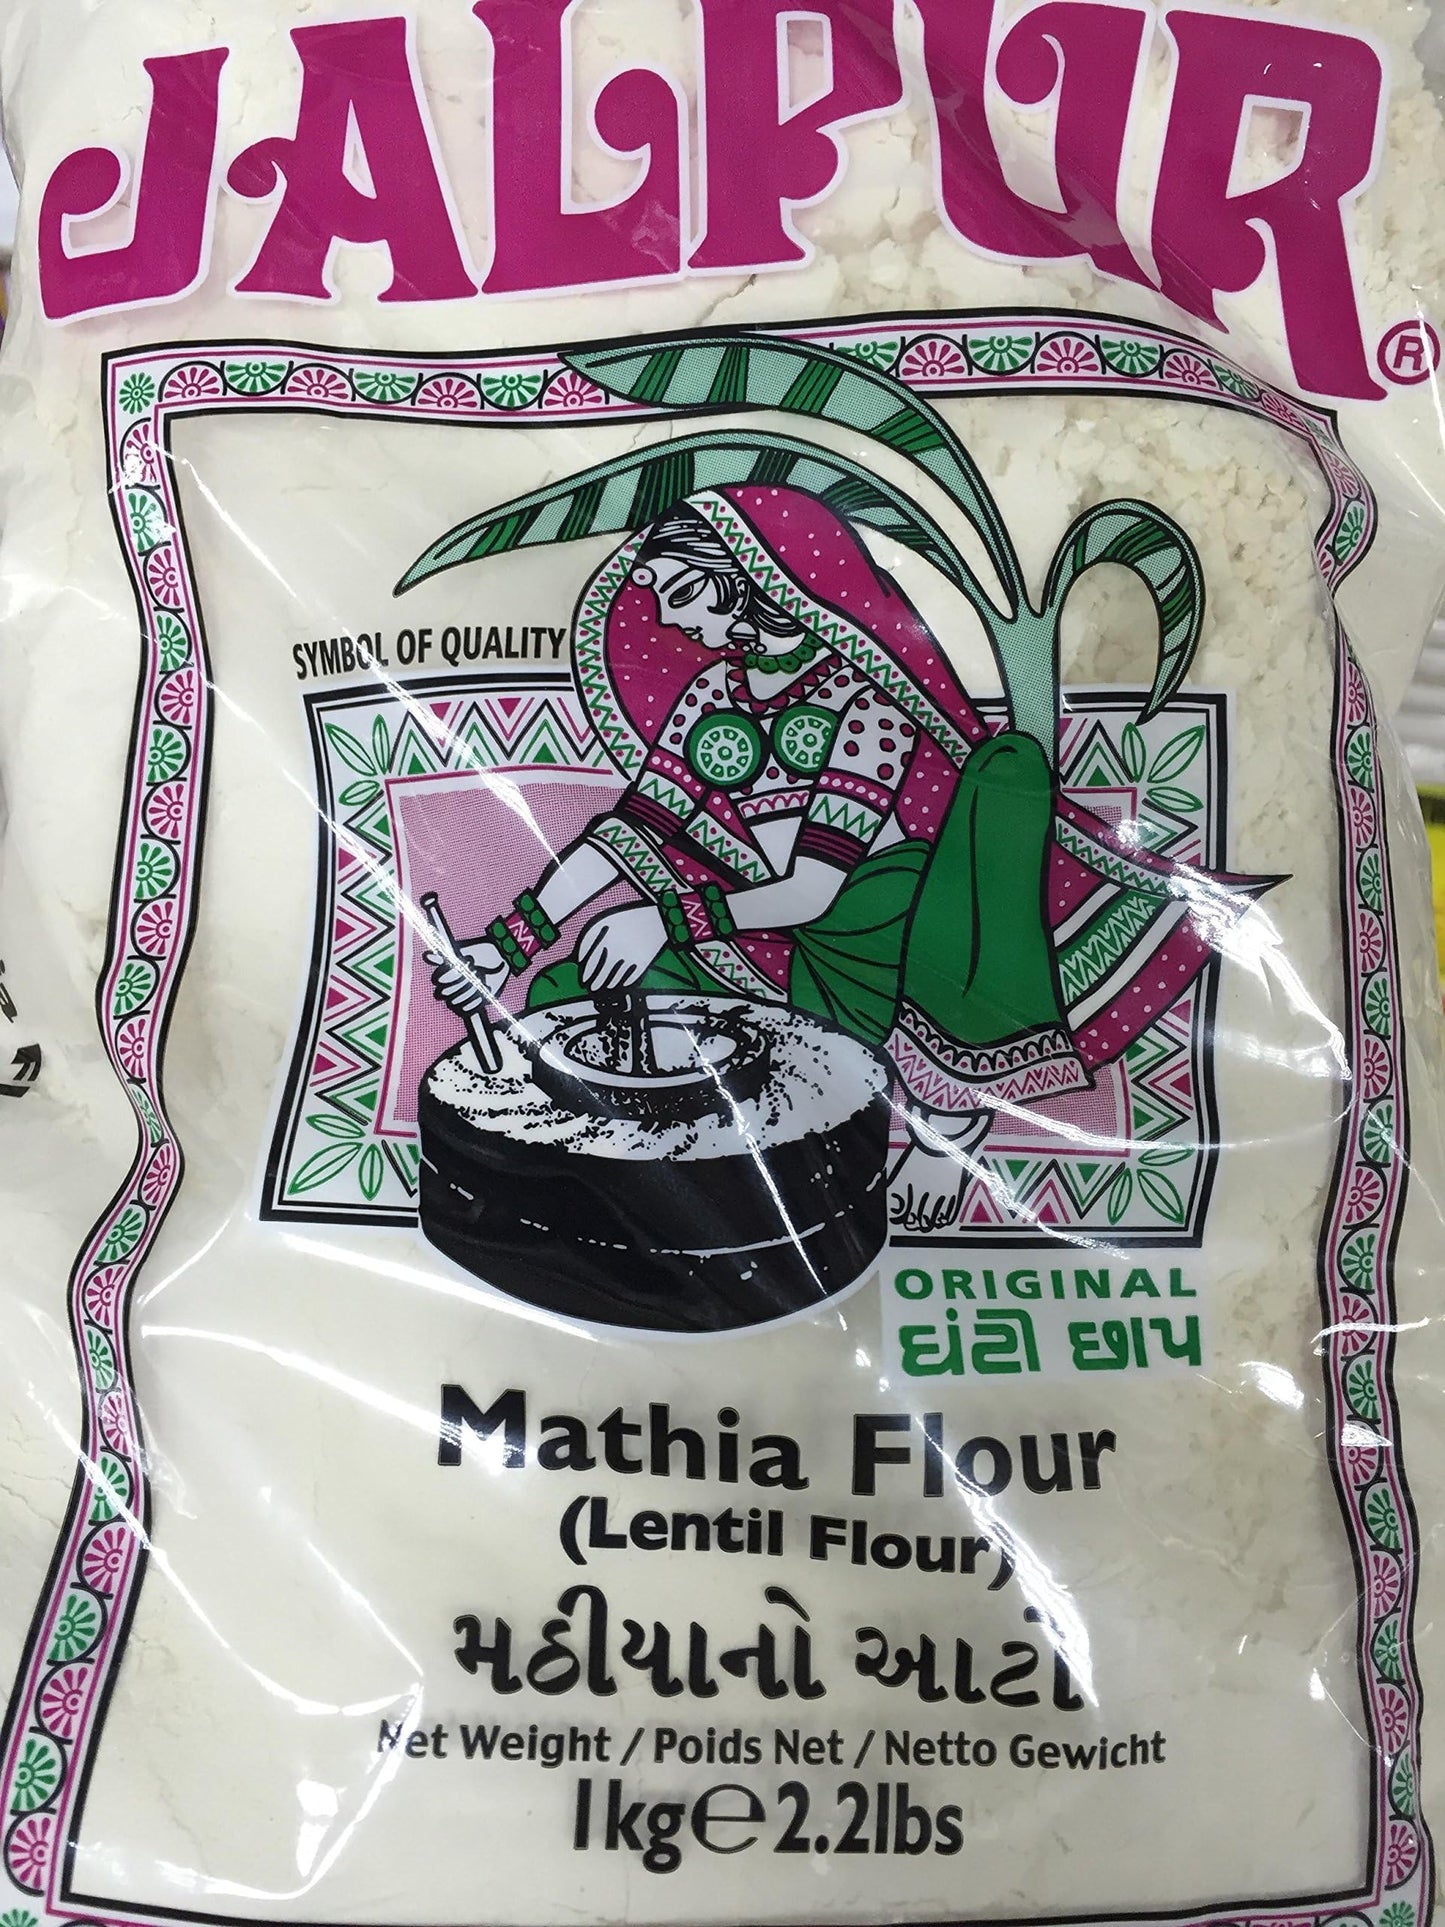 JALPUR
®
SYMBOL OF QUALITY
ORIGINAL
ઘંટી છાપ
Mathia Flour
(Lentil Flour)
મઠીયાનો આટો
Net Weight / Poids Net / Netto Gewicht
1kg℮2.2lbs